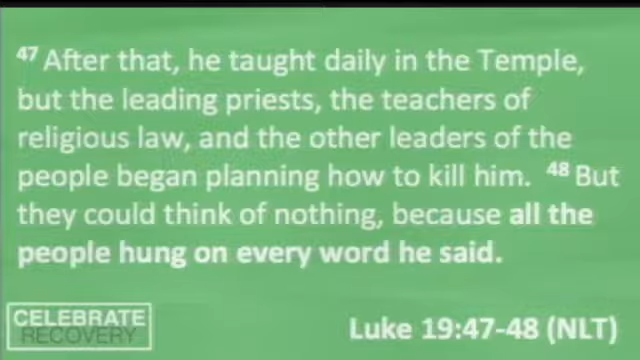 47 After that, he taught daily in the Temple,
but the leading priests, the teachers of
religious law, and the other leaders of the
people began planning how to kill him. 48 But
they could think of nothing, because all the
people hung on every word he said.
CELEBRATE
RECOVERY
Luke 19:47-48 (NLT)